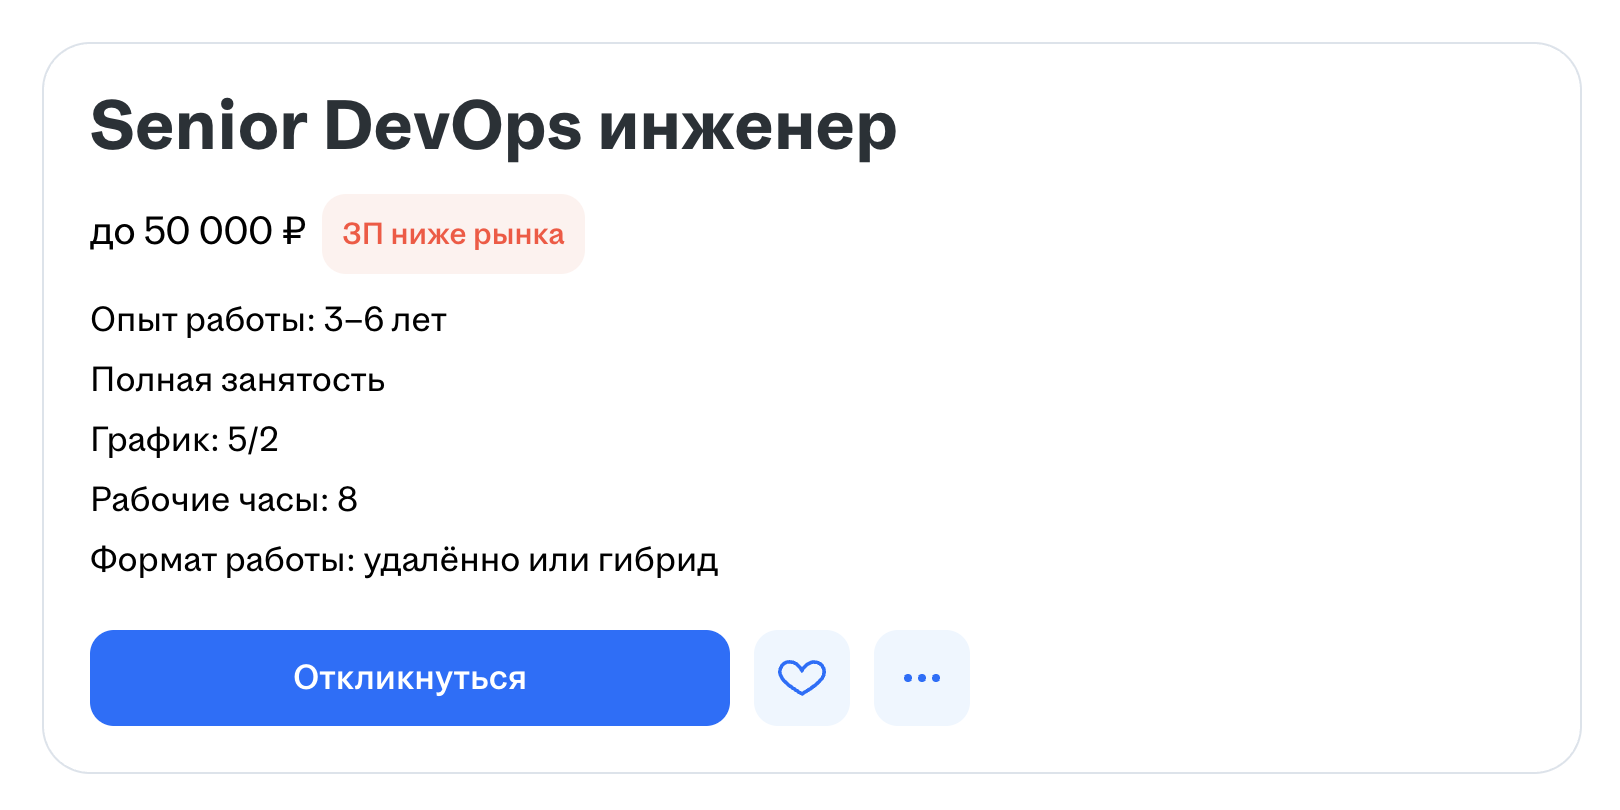 Senior DevOps инженер
до 50 000 ₽ ЗП ниже рынка
Опыт работы: 3–6 лет
Полная занятость
График: 5/2
Рабочие часы: 8
Формат работы: удалённо или гибрид
Откликнуться